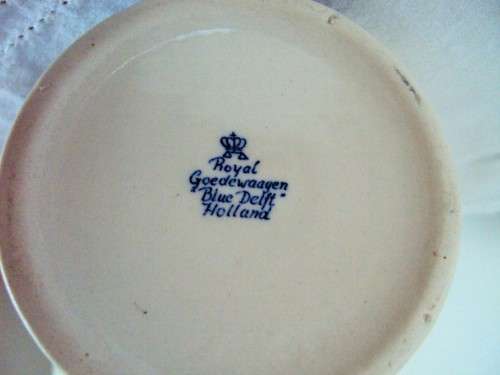 Royal
Goedewaagen
"Blue Delft"
Holland